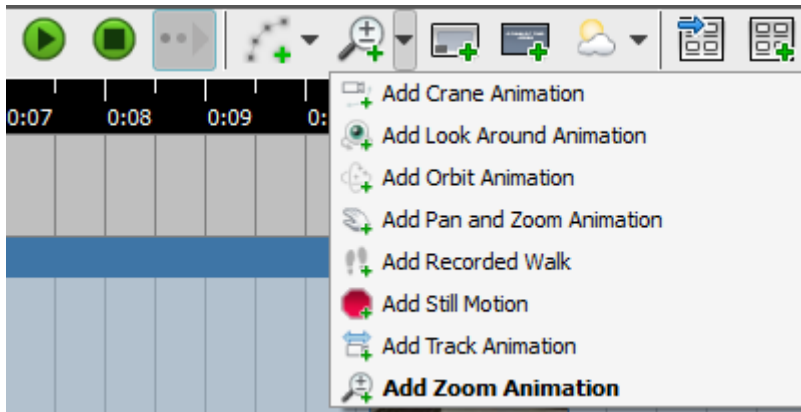 0:07 0:08 0:09 0:
Add Crane Animation
Add Look Around Animation
Add Orbit Animation
Add Pan and Zoom Animation
Add Recorded Walk
Add Still Motion
Add Track Animation
Add Zoom Animation